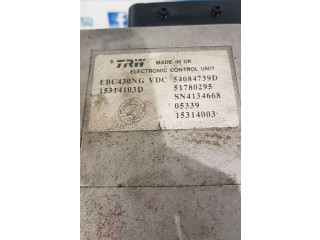 TRW MADE IN UK
ELECTRONIC CONTROL UNIT
EBC430NG VDC 54084739D
15314103D 51780295
SN4134668
05339
15314003